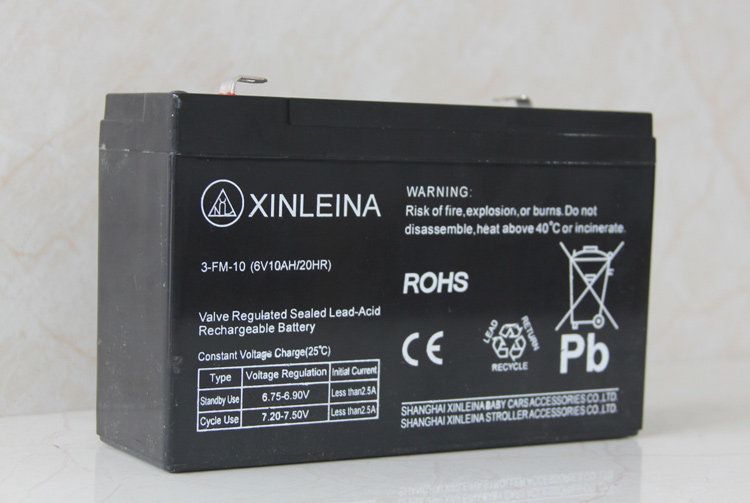 XINLEINA
3-FM-10 (6V10AH/20HR)
Valve Regulated Sealed Lead-Acid
Rechargeable Battery
Constant Voltage Charge(25℃)
Type Voltage Regulation Initial Current
Standby Use 6.75-6.90V Less than2.5A
Cycle Use 7.20-7.50V Less than2.5A
WARNING:
Risk of fire,explosion,or burns.Do not
disassemble,heat above 40℃ or incinerate.
ROHS
CE
LEAD
RETURN
RECYCLE
Pb
SHANGHAI XINLEINA BABY CARS ACCESSORIES CO.LTD.
SHANGHAI XINLEINA STROLLER ACCESSORIES CO.LTD.